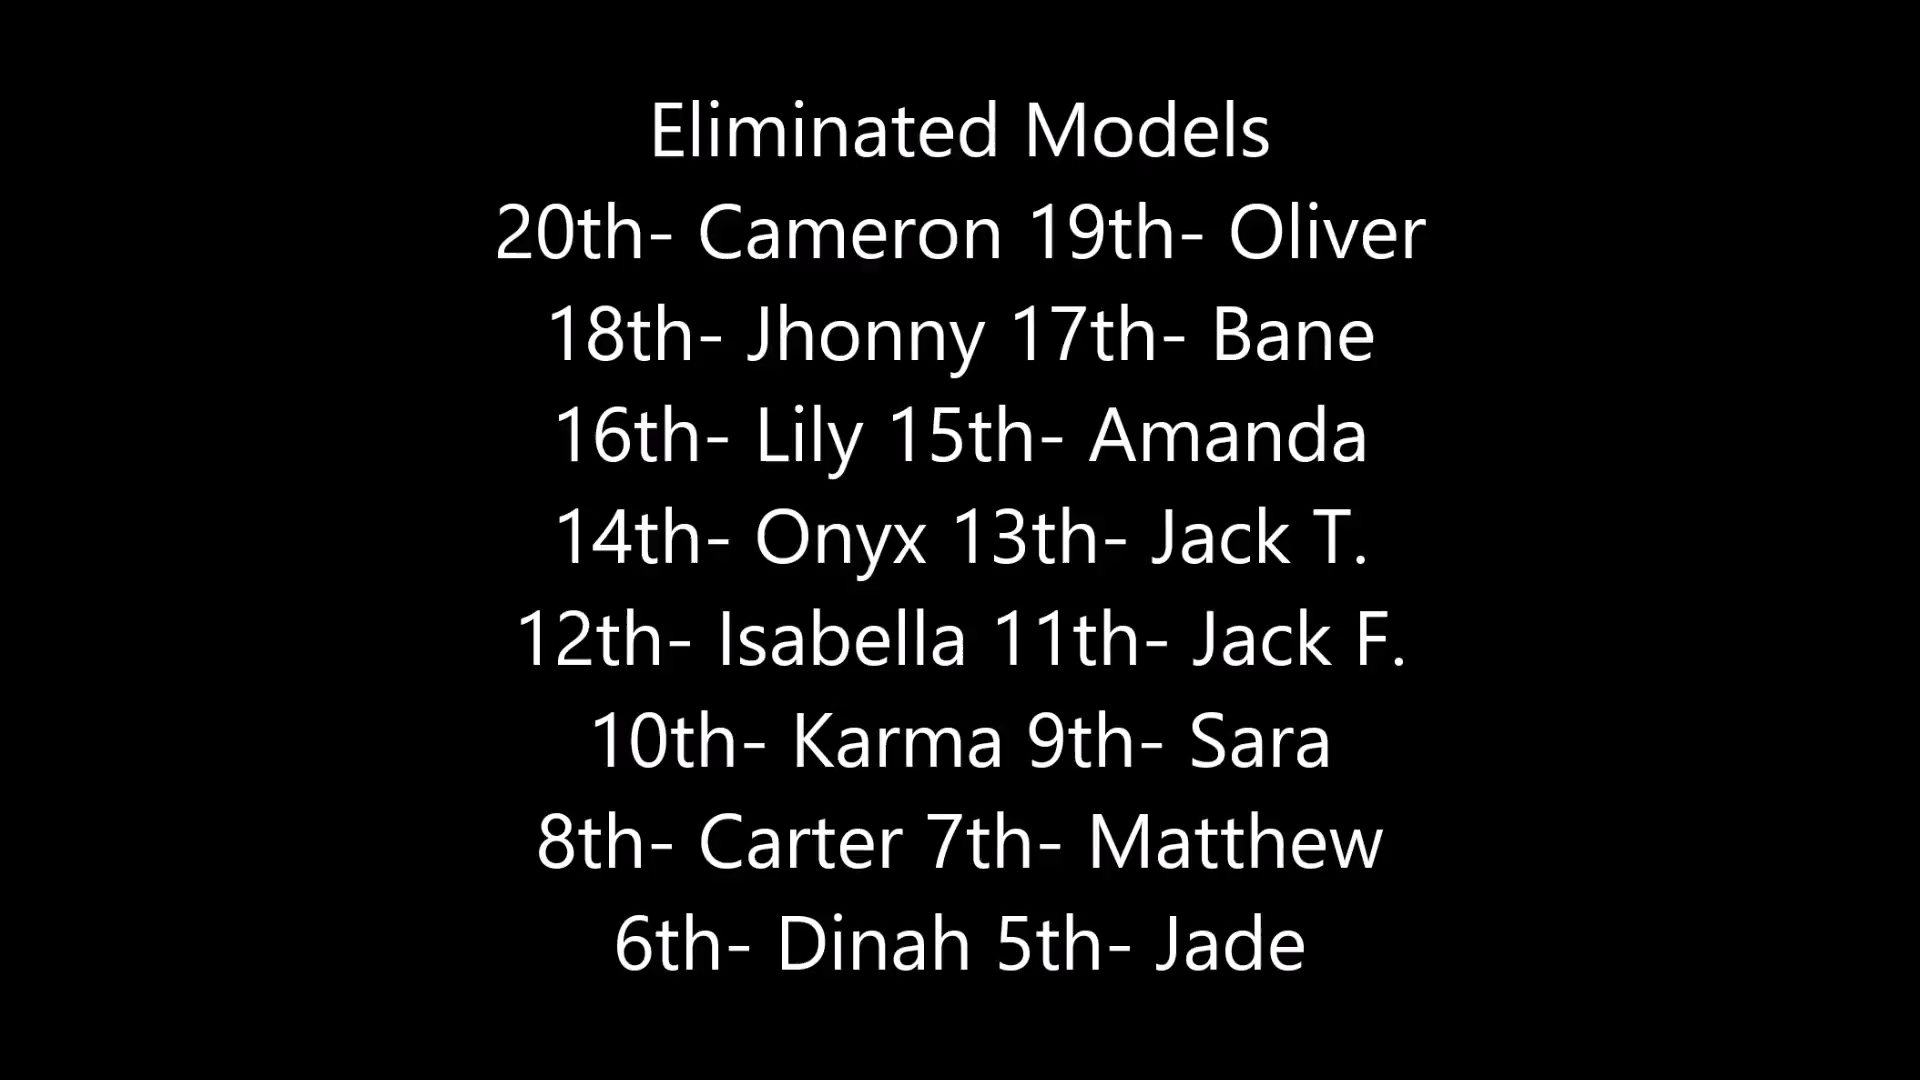 Eliminated Models
20th- Cameron 19th- Oliver
18th- Jhonny 17th- Bane
16th- Lily 15th- Amanda
14th- Onyx 13th- Jack T.
12th- Isabella 11th- Jack F.
10th- Karma 9th- Sara
8th- Carter 7th- Matthew
6th- Dinah 5th- Jade